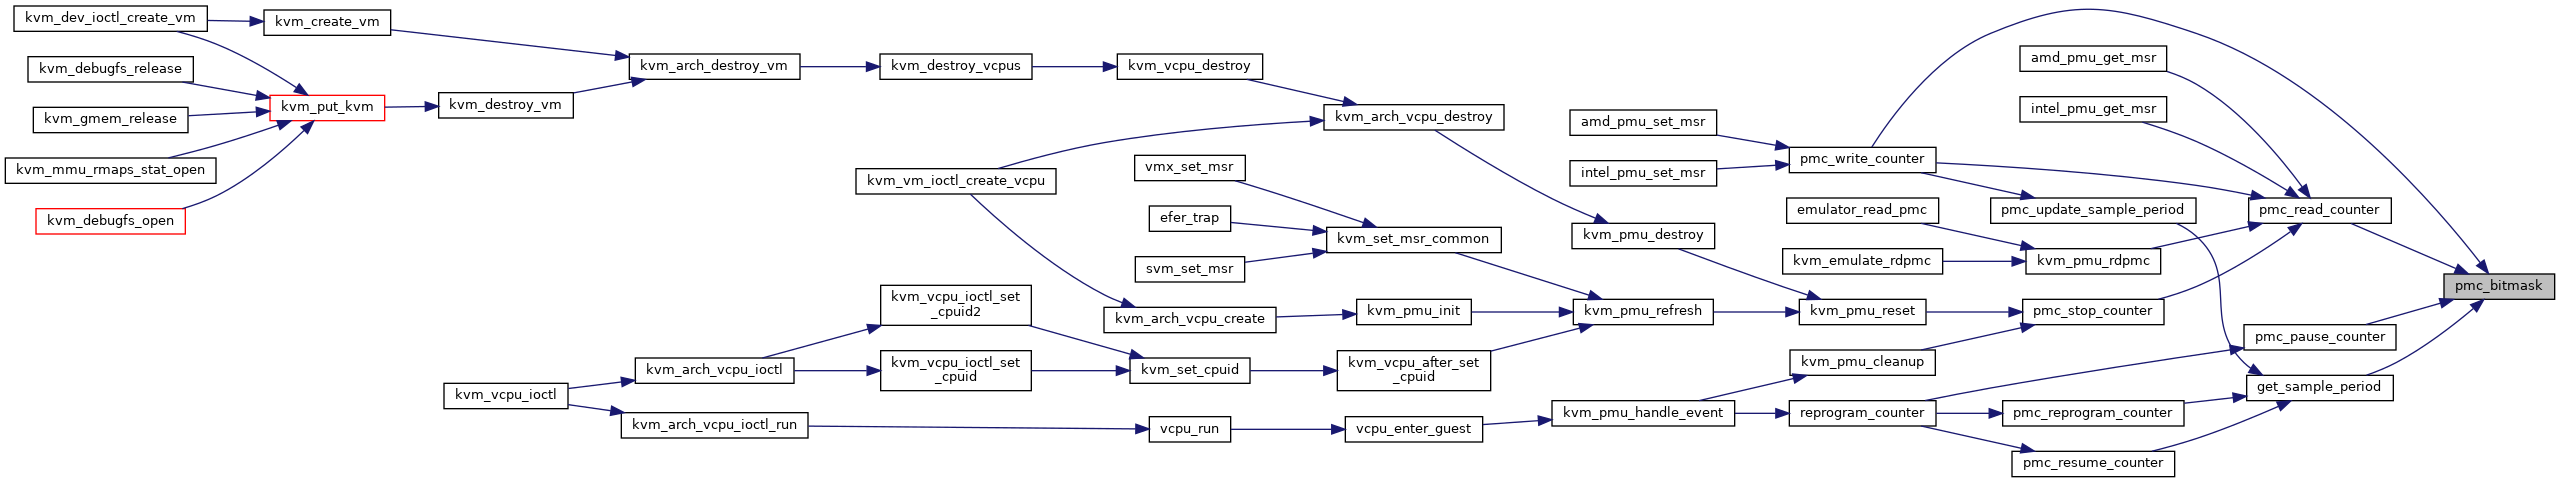 kvm_dev_ioctl_create_vm
kvm_create_vm
kvm_debugfs_release
kvm_put_kvm
kvm_gmem_release
kvm_mmu_rmaps_stat_open
kvm_debugfs_open
kvm_destroy_vm
kvm_arch_destroy_vm
kvm_destroy_vcpus
kvm_vcpu_destroy
kvm_arch_vcpu_destroy
kvm_vm_ioctl_create_vcpu
vmx_set_msr
efer_trap
svm_set_msr
kvm_set_msr_common
kvm_arch_vcpu_create
kvm_pmu_init
kvm_vcpu_ioctl_set
_cpuid2
kvm_vcpu_ioctl_set
_cpuid
kvm_arch_vcpu_ioctl
kvm_vcpu_ioctl
kvm_arch_vcpu_ioctl_run
kvm_set_cpuid
kvm_vcpu_after_set
_cpuid
vcpu_run
vcpu_enter_guest
kvm_pmu_handle_event
kvm_pmu_refresh
kvm_pmu_destroy
amd_pmu_set_msr
intel_pmu_set_msr
pmc_write_counter
emulator_read_pmc
kvm_emulate_rdpmc
kvm_pmu_reset
kvm_pmu_cleanup
reprogram_counter
amd_pmu_get_msr
intel_pmu_get_msr
pmc_update_sample_period
kvm_pmu_rdpmc
pmc_stop_counter
pmc_reprogram_counter
pmc_resume_counter
pmc_read_counter
pmc_pause_counter
get_sample_period
pmc_bitmask